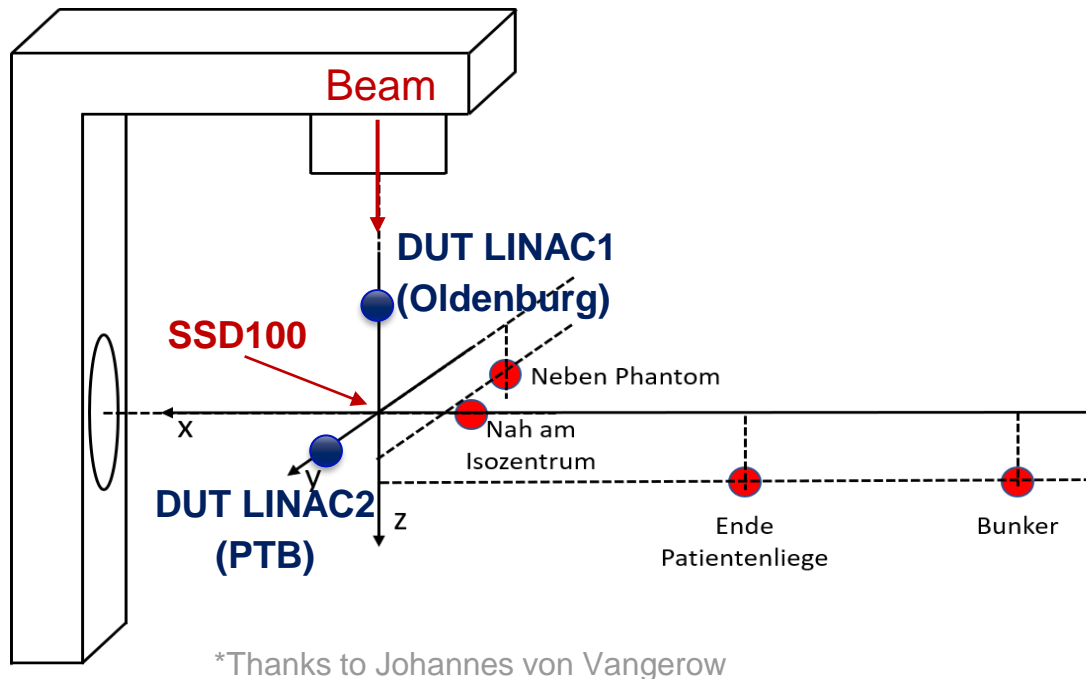 Beam
DUT LINAC1
(Oldenburg)
SSD100
Neben Phantom
x
Nah am
Isozentrum
y
DUT LINAC2
(PTB)
z
Ende
Patientenliege
Bunker
*Thanks to Johannes von Vangerow